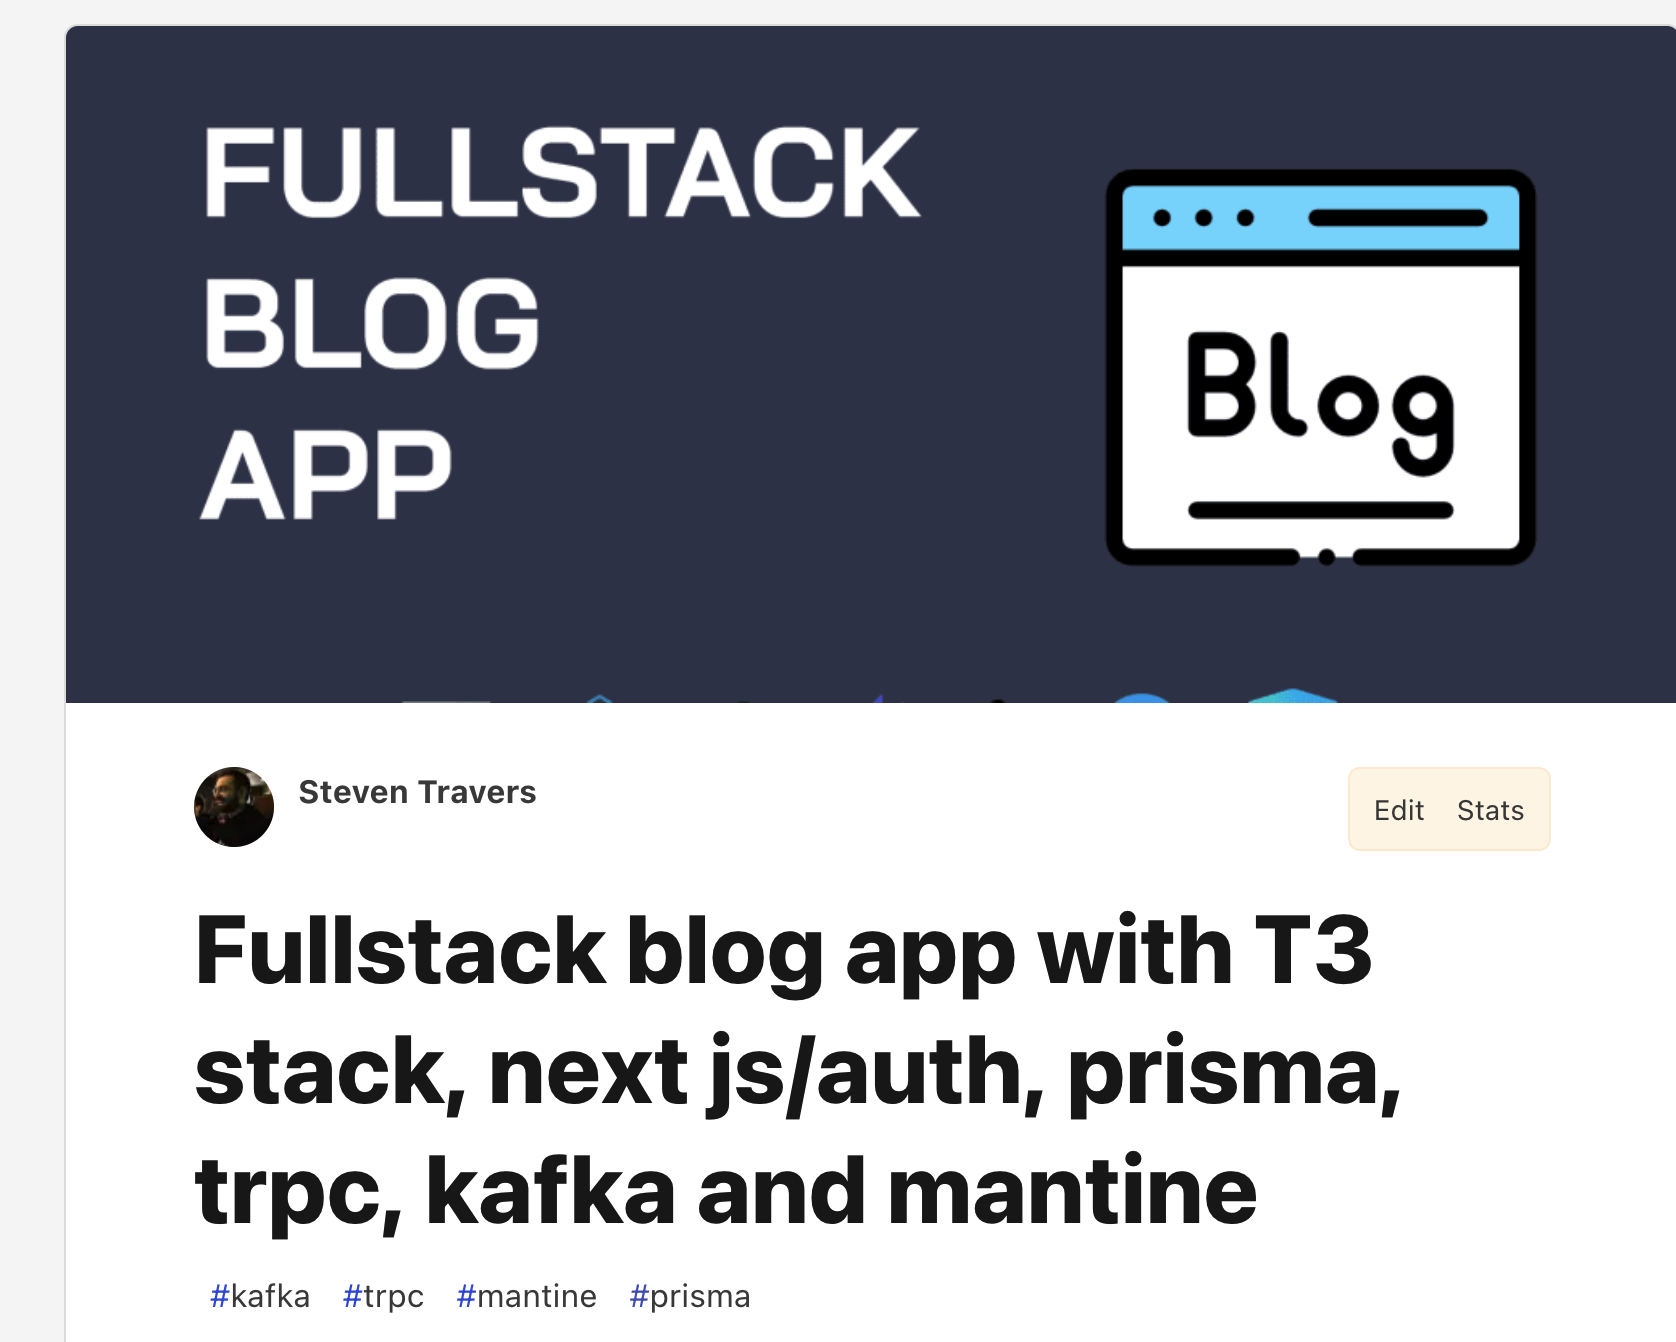 FULLSTACK
BLOG
APP
Blog
Steven Travers
Edit Stats
Fullstack blog app with T3
stack, next js/auth, prisma,
trpc, kafka and mantine
#kafka #trpc #mantine #prisma